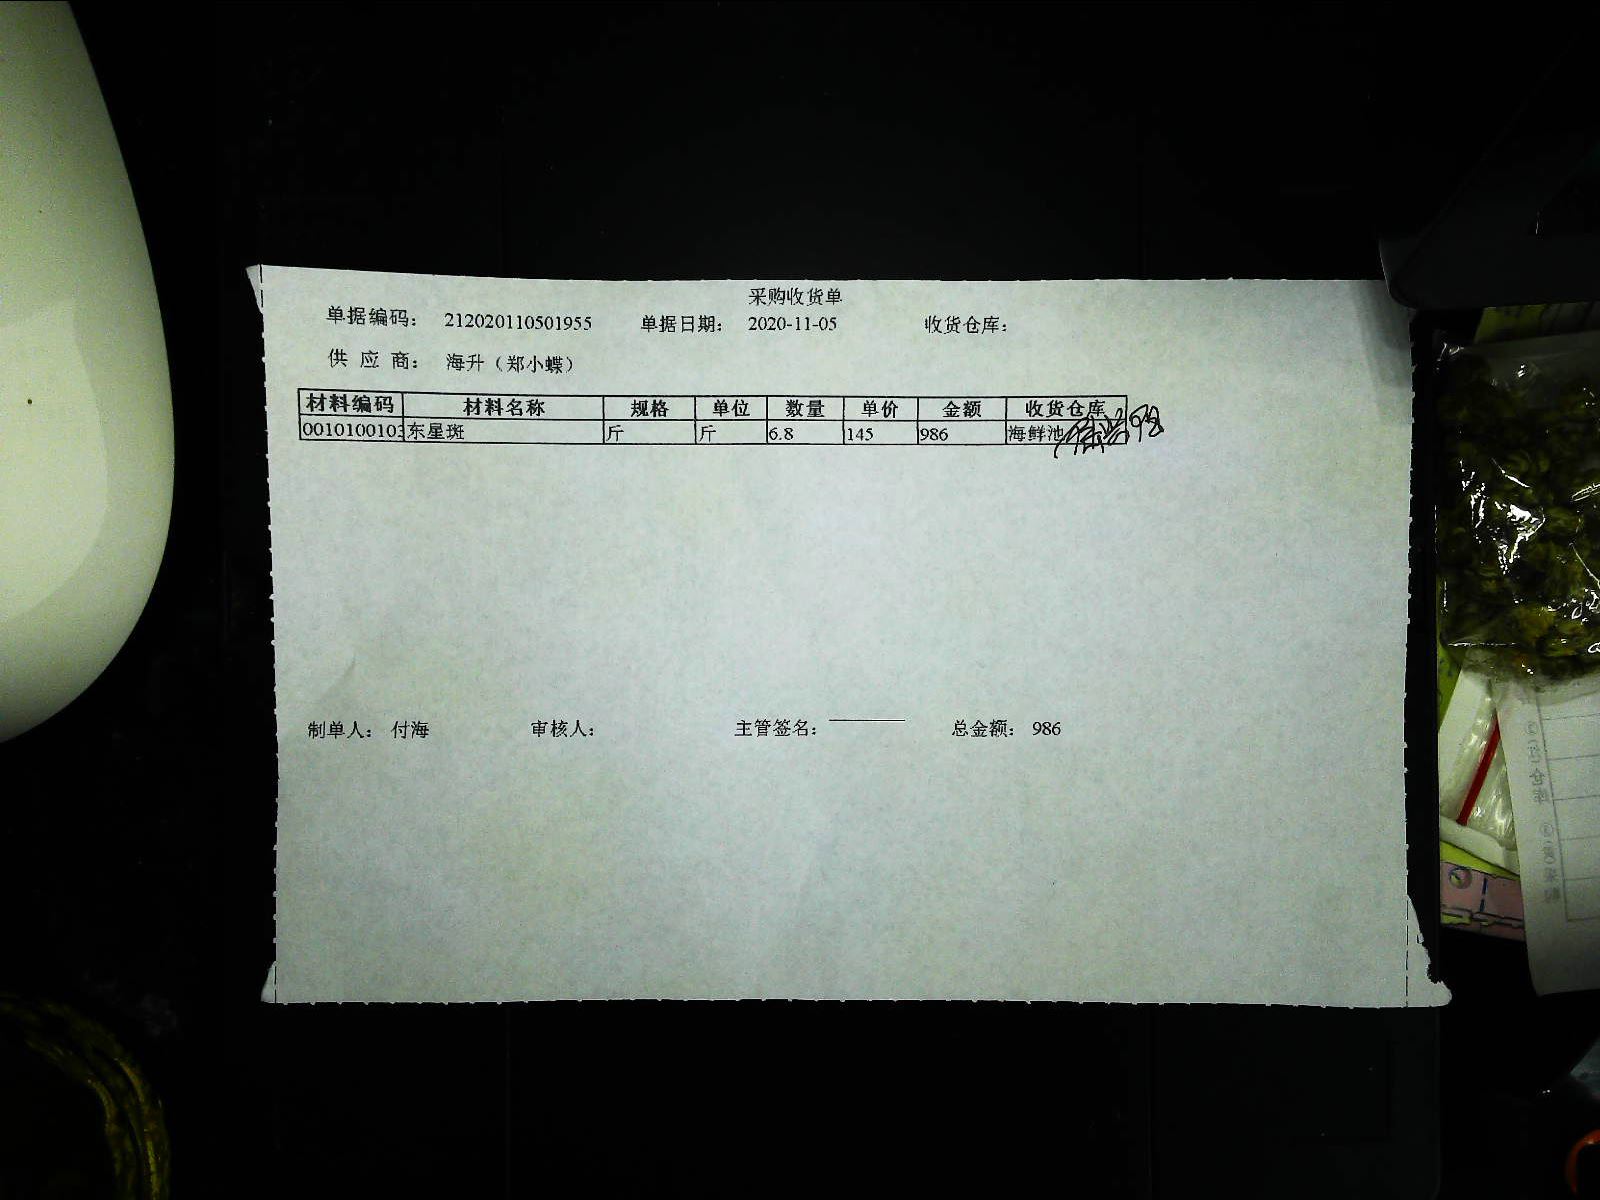 采购收货单
单据编码: 212020110501955 单据日期: 2020-11-05 收货仓库:
供 应 商: 海升（郑小蝶）
材料编码 材料名称 规格 单位 数量 单价 金额 收货仓库
0010100103 东星斑 斤 斤 6.8 145 986 海鲜池
制单人: 付海 审核人: 主管签名: 总金额: 986